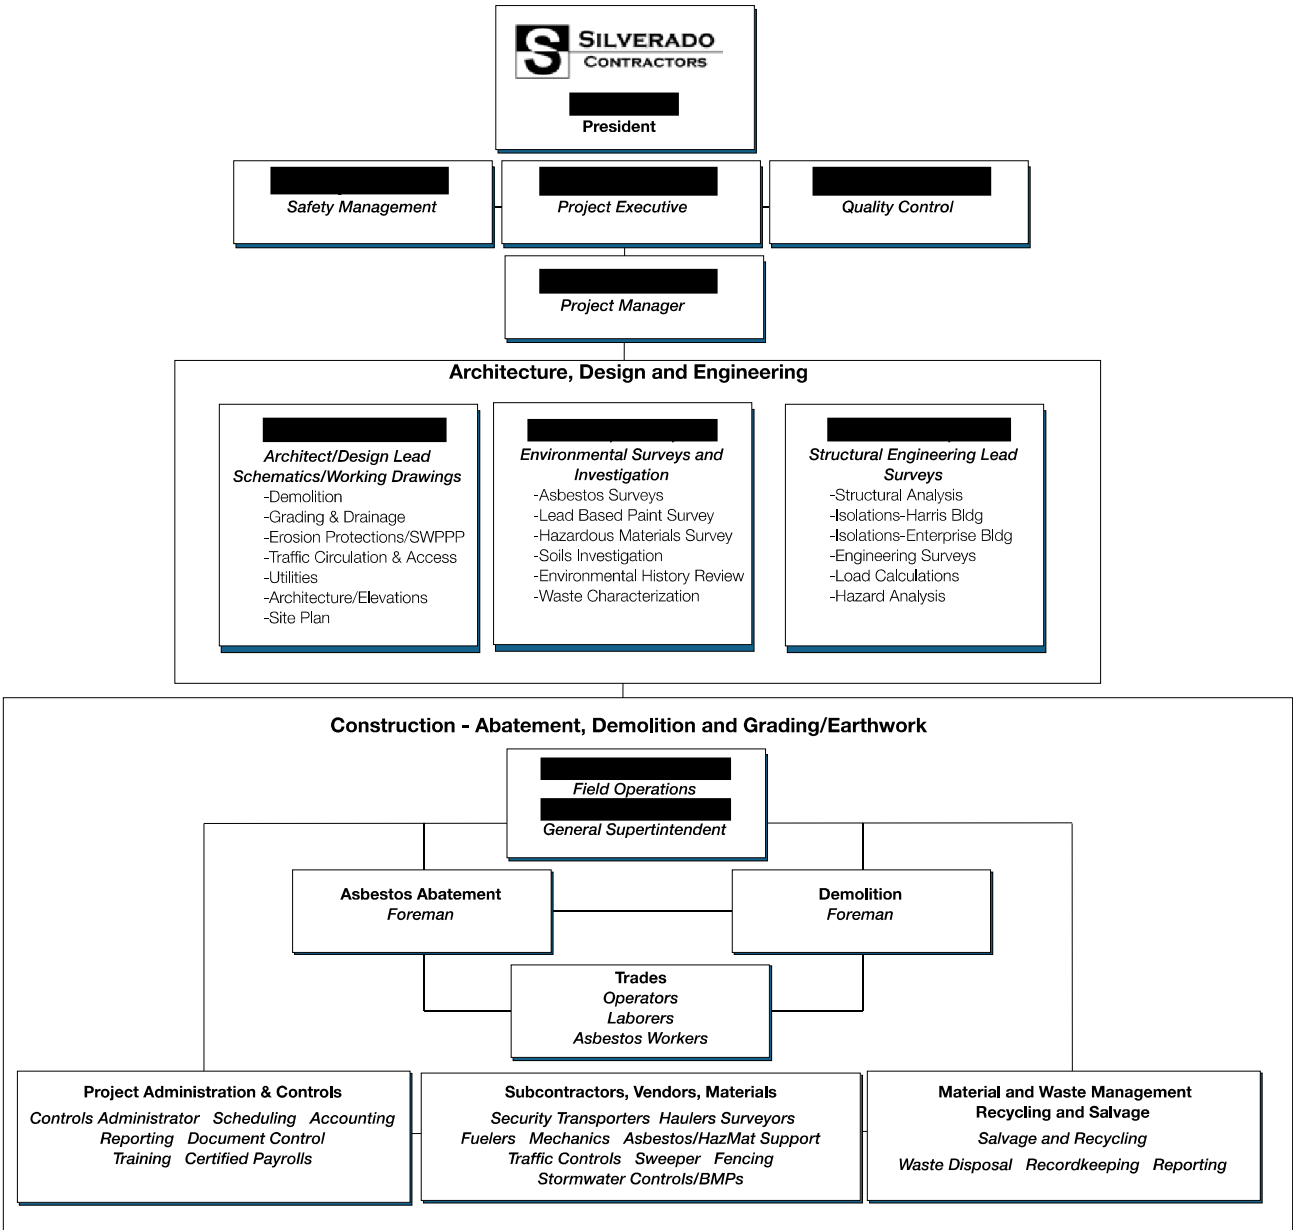 S SILVERADO
CONTRACTORS
President
Safety Management
Project Executive
Quality Control
Project Manager
Architecture, Design and Engineering
Architect/Design Lead
Schematics/Working Drawings
-Demolition
-Grading & Drainage
-Erosion Protections/SWPPP
-Traffic Circulation & Access
-Utilities
-Architecture/Elevations
-Site Plan
Environmental Surveys and
Investigation
-Asbestos Surveys
-Lead Based Paint Survey
-Hazardous Materials Survey
-Soils Investigation
-Environmental History Review
-Waste Characterization
Structural Engineering Lead
Surveys
-Structural Analysis
-Isolations-Harris Bldg
-Isolations-Enterprise Bldg
-Engineering Surveys
-Load Calculations
-Hazard Analysis
Construction - Abatement, Demolition and Grading/Earthwork
Field Operations
General Supertintendent
Asbestos Abatement
Foreman
Demolition
Foreman
Trades
Operators
Laborers
Asbestos Workers
Project Administration & Controls
Controls Administrator Scheduling Accounting
Reporting Document Control
Training Certified Payrolls
Subcontractors, Vendors, Materials
Security Transporters Haulers Surveyors
Fuelers Mechanics Asbestos/HazMat Support
Traffic Controls Sweeper Fencing
Stormwater Controls/BMPs
Material and Waste Management
Recycling and Salvage
Salvage and Recycling
Waste Disposal Recordkeeping Reporting